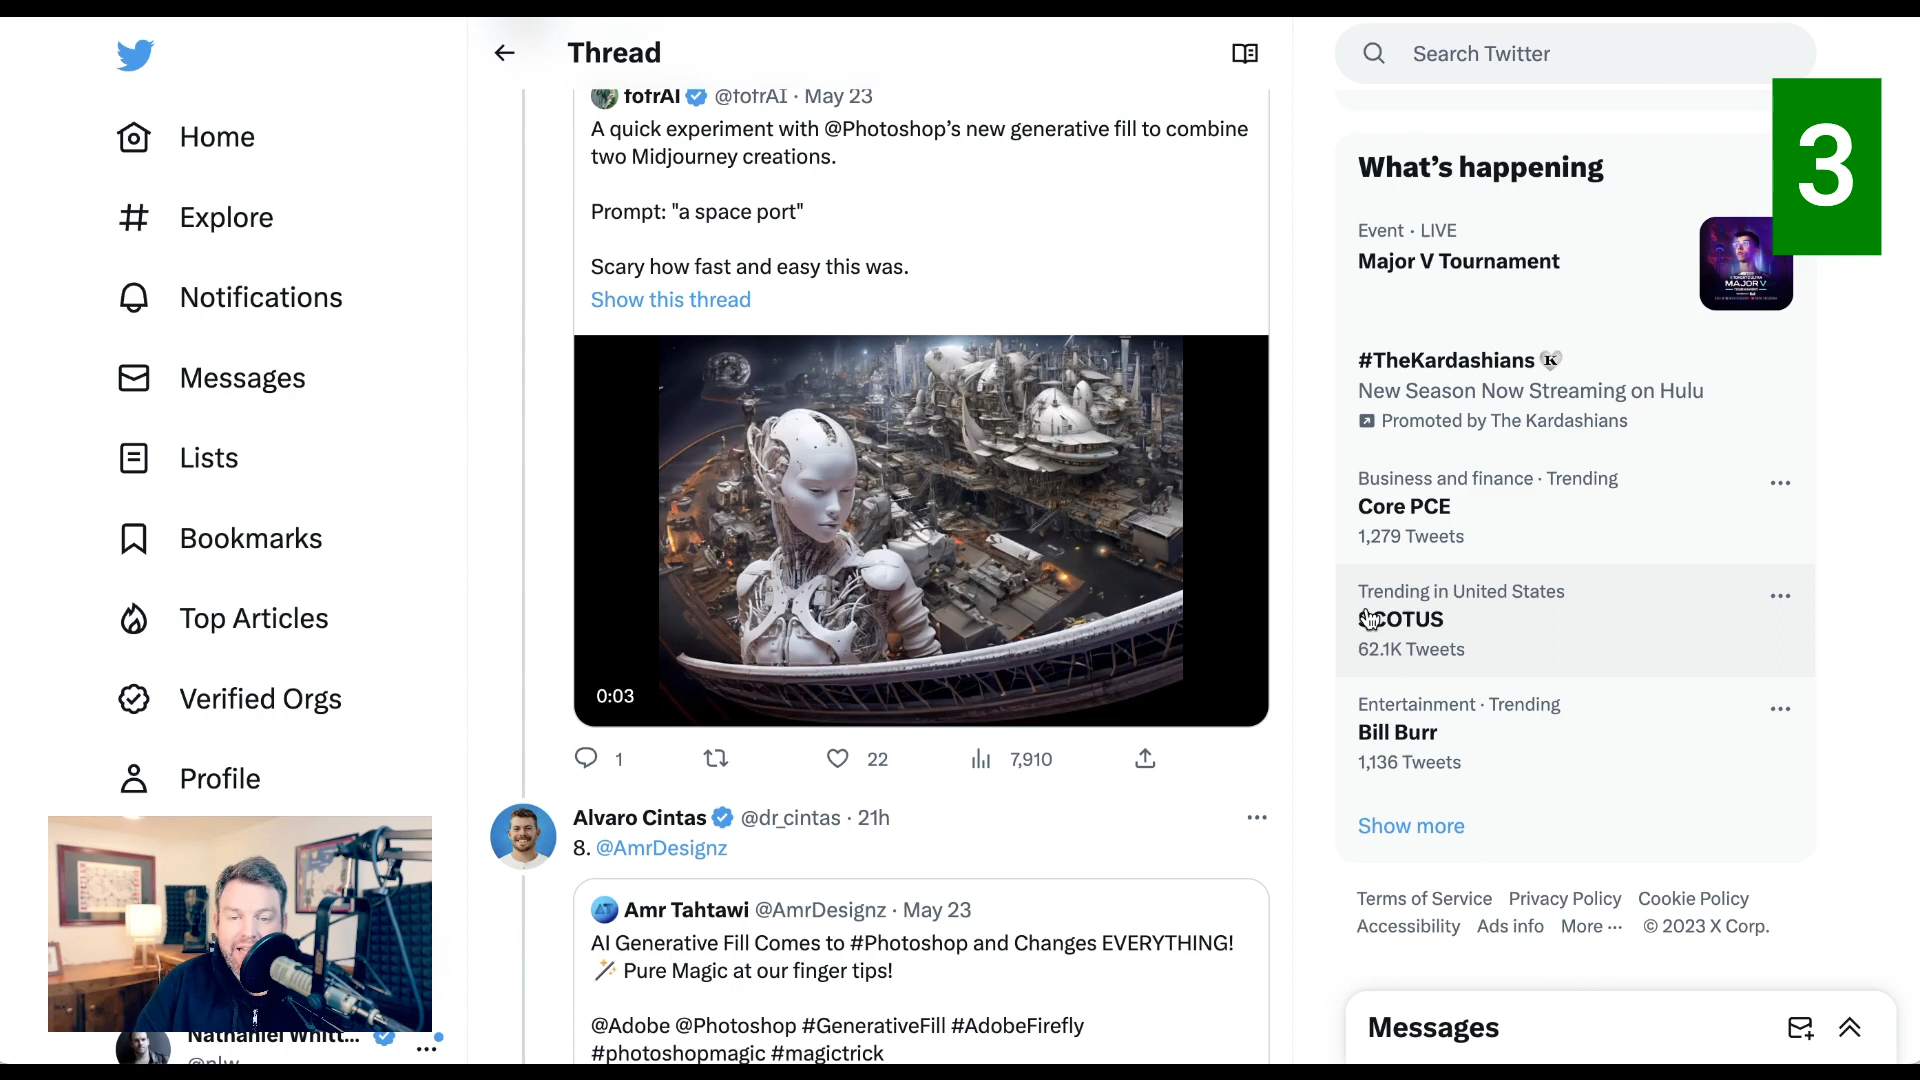 Home
Explore
Notifications
Messages
Lists
Bookmarks
Top Articles
Verified Orgs
Profile
Nathaniel Whitt...
Thread
fofrAI @fofrAI · May 23
A quick experiment with @Photoshop’s new generative fill to combine
two Midjourney creations.
Prompt: "a space port"
Scary how fast and easy this was.
Show this thread
0:03
1
22
7,910
Alvaro Cintas @dr_cintas · 21h
8. @AmrDesignz
Amr Tahtawi @AmrDesignz · May 23
AI Generative Fill Comes to #Photoshop and Changes EVERYTHING!
Pure Magic at our finger tips!
@Adobe @Photoshop #GenerativeFill #AdobeFirefly
#photoshopmagic #magictrick
Search Twitter
3
What’s happening
Event · LIVE
Major V Tournament
MAJOR V
#TheKardashians K
New Season Now Streaming on Hulu
Promoted by The Kardashians
Business and finance · Trending
Core PCE
1,279 Tweets
Trending in United States
SCOTUS
62.1K Tweets
Entertainment · Trending
Bill Burr
1,136 Tweets
Show more
Terms of Service Privacy Policy Cookie Policy
Accessibility Ads info More ··· © 2023 X Corp.
Messages